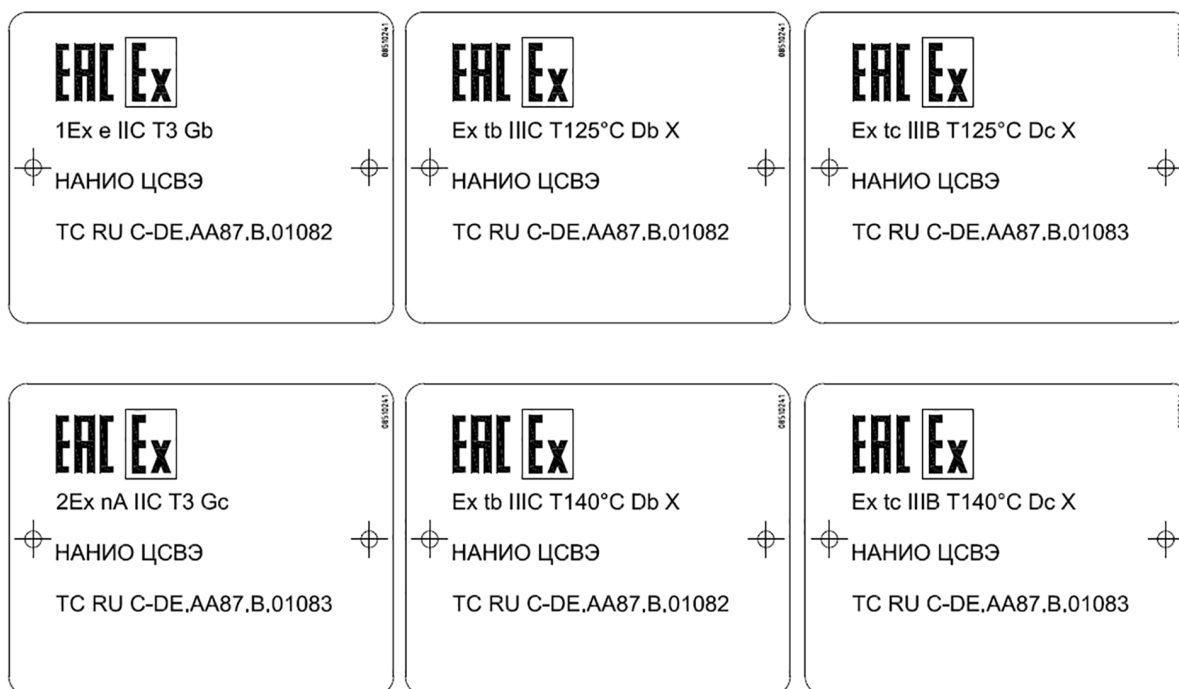 EAC Ex
08510241
1Ex e IIC T3 Gb
НАНИО ЦСВЭ
TC RU C-DE.AA87.B.01082
EAC Ex
08510241
Ex tb IIIC T125°C Db X
НАНИО ЦСВЭ
TC RU C-DE.AA87.B.01082
EAC Ex
Ex tc IIIB T125°C Dc X
НАНИО ЦСВЭ
TC RU C-DE.AA87.B.01083
EAC Ex
08510241
2Ex nA IIC T3 Gc
НАНИО ЦСВЭ
TC RU C-DE.AA87.B.01083
EAC Ex
08510241
Ex tb IIIC T140°C Db X
НАНИО ЦСВЭ
TC RU C-DE.AA87.B.01082
EAC Ex
Ex tc IIIB T140°C Dc X
НАНИО ЦСВЭ
TC RU C-DE.AA87.B.01083